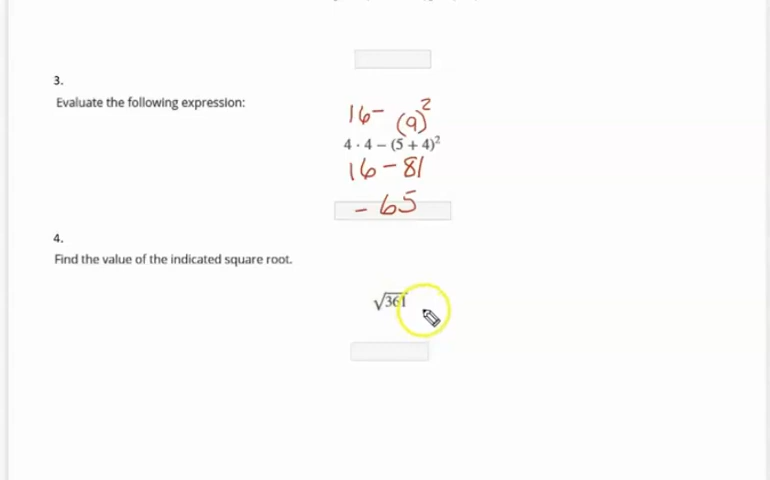 3.
Evaluate the following expression:
16 - (9)²
4 · 4 − (5 + 4)²
16 - 81
- 65
4.
Find the value of the indicated square root.
√361